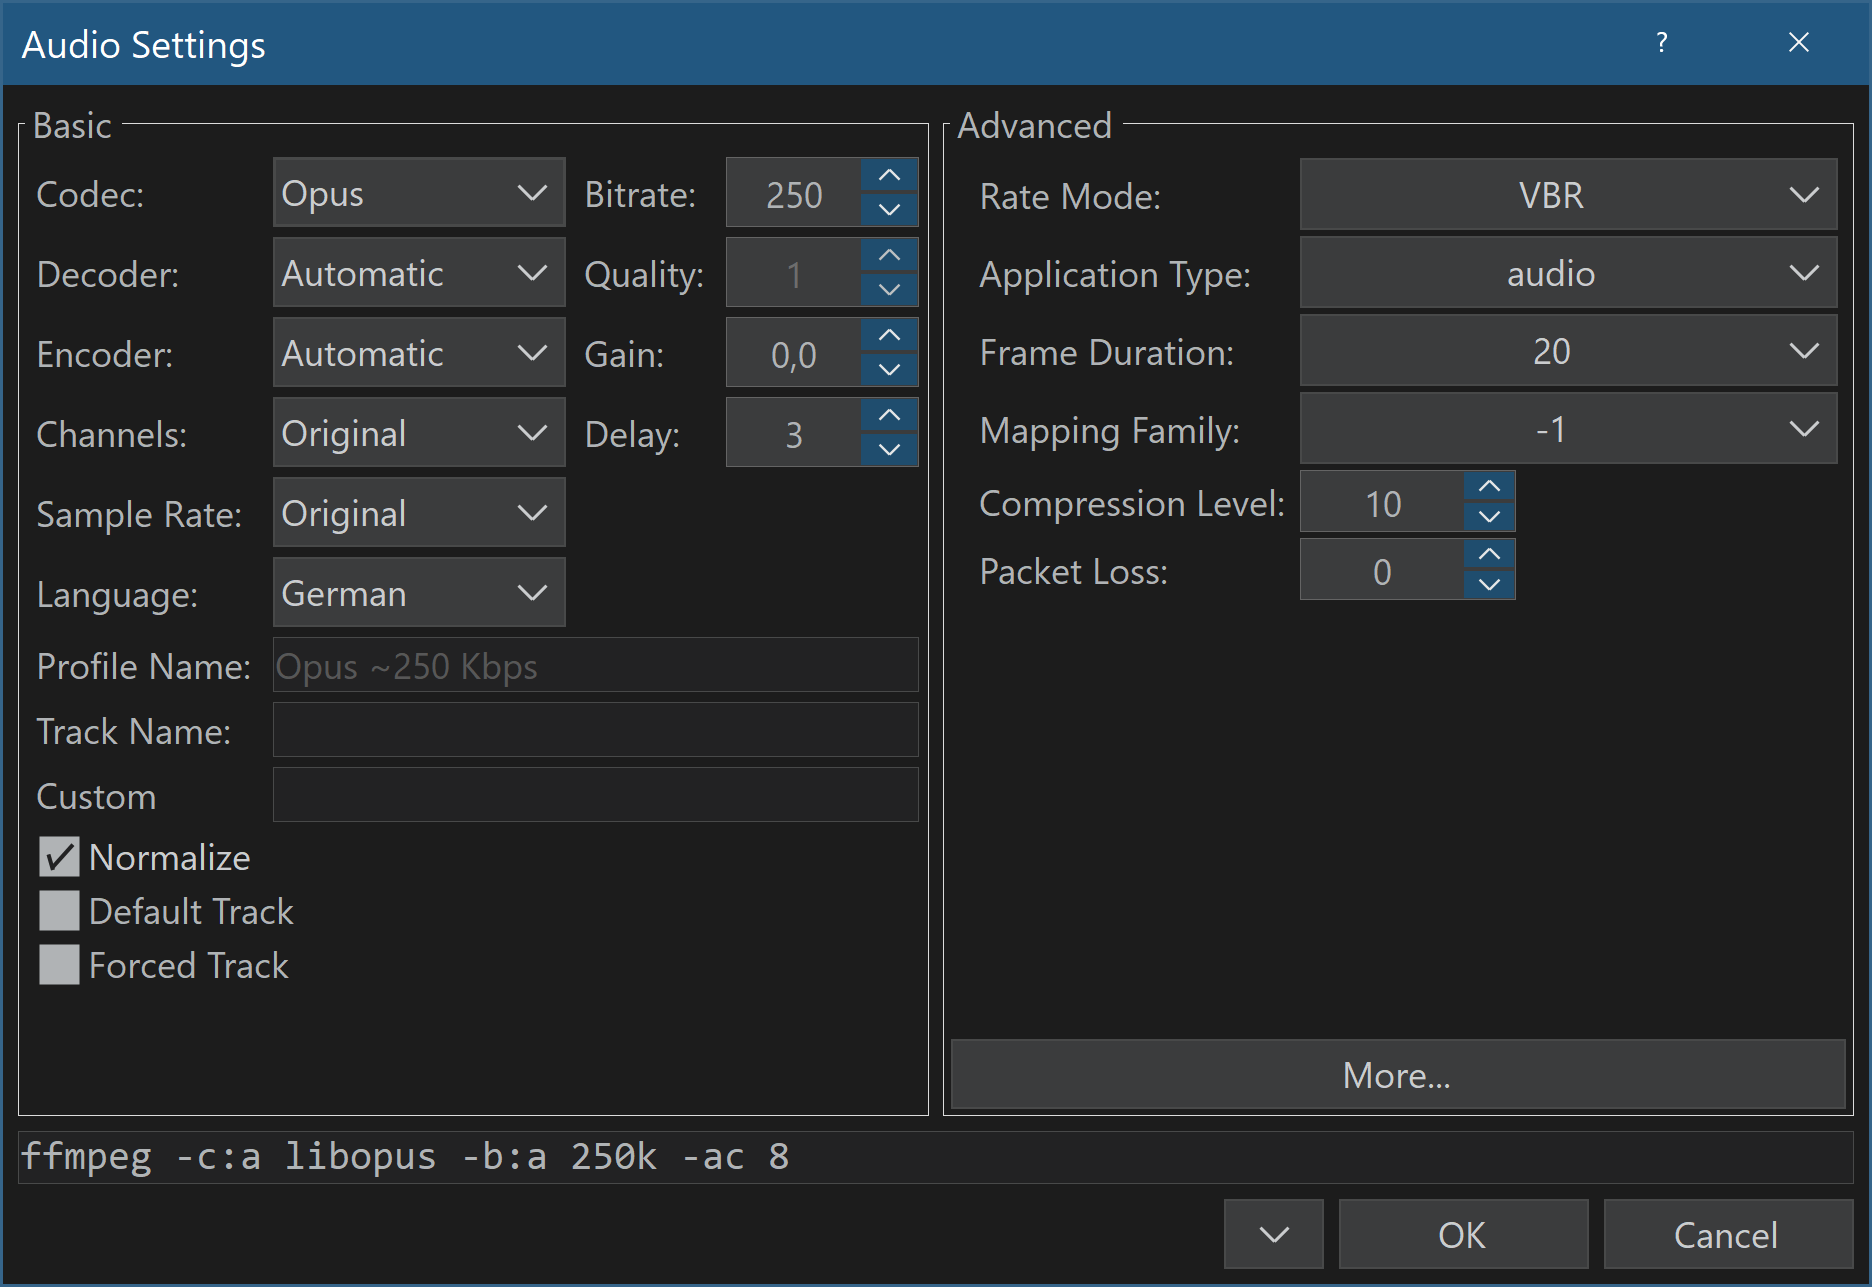 Audio Settings ?
Basic
Codec: Opus Bitrate: 250
Decoder: Automatic Quality: 1
Encoder: Automatic Gain: 0,0
Channels: Original Delay: 3
Sample Rate: Original
Language: German
Profile Name: Opus ~250 Kbps
Track Name:
Custom
Normalize
Default Track
Forced Track
Advanced
Rate Mode: VBR
Application Type: audio
Frame Duration: 20
Mapping Family: -1
Compression Level: 10
Packet Loss: 0
More...
ffmpeg -c:a libopus -b:a 250k -ac 8
OK Cancel